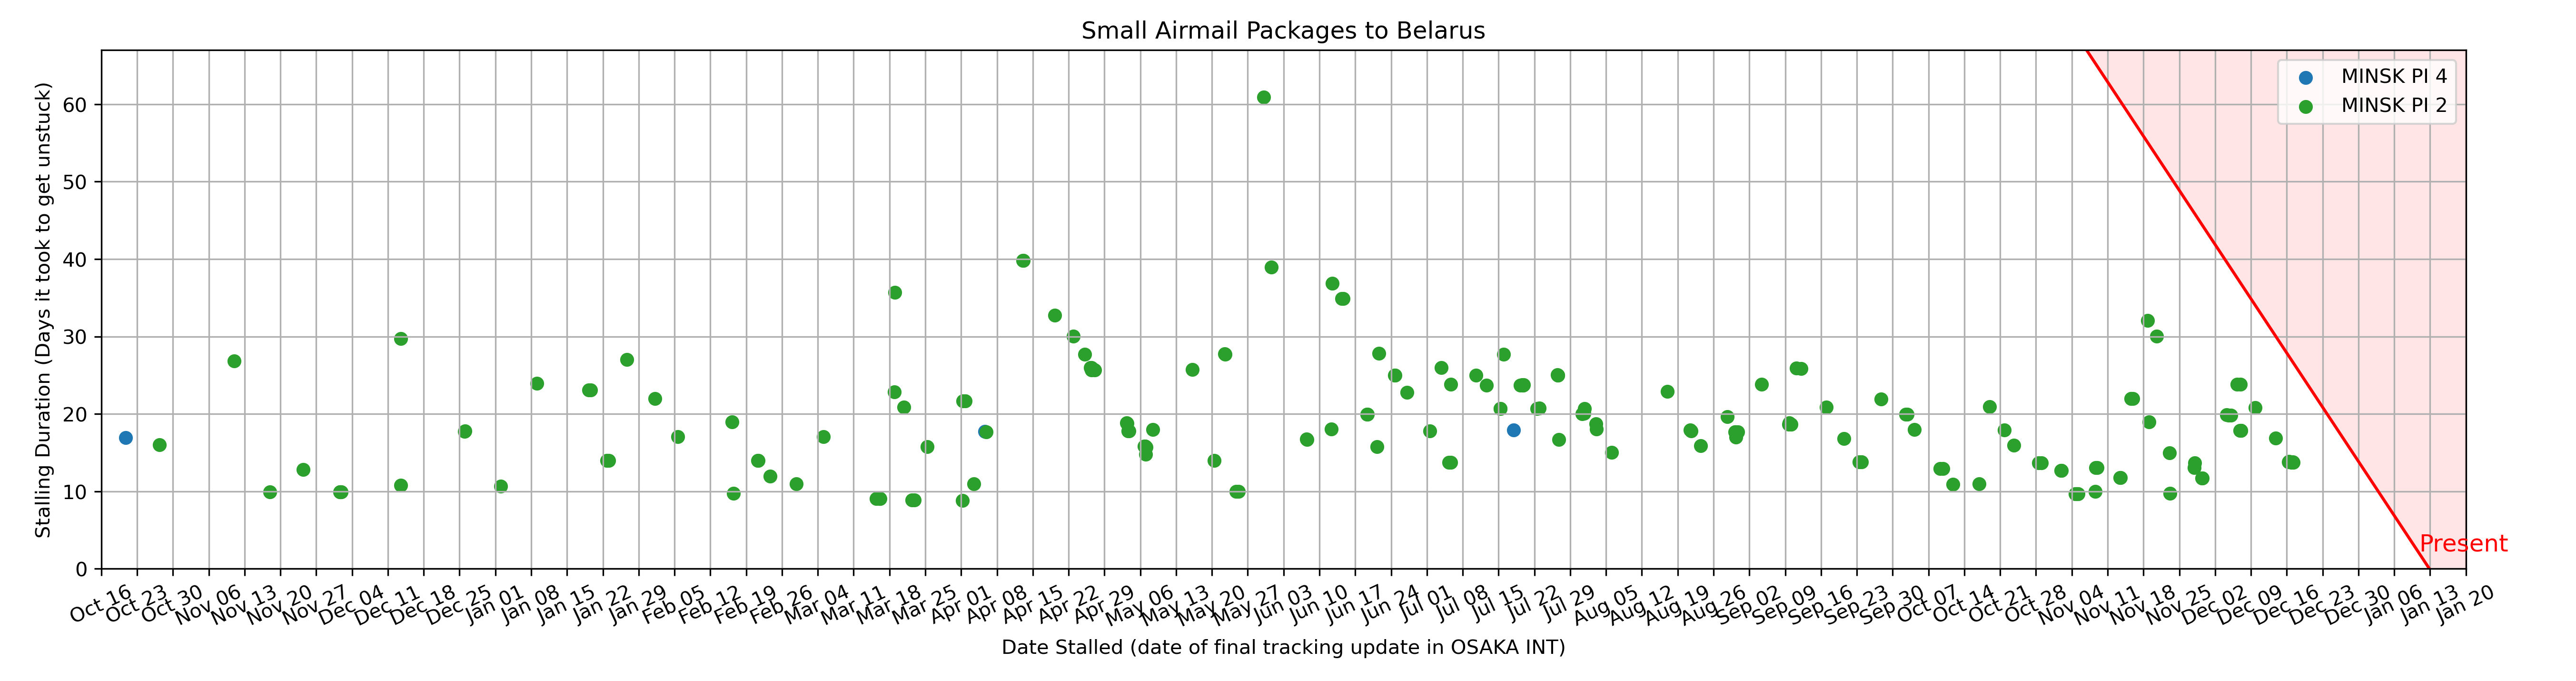 Small Airmail Packages to Belarus
MINSK PI 4
MINSK PI 2
Stalling Duration (Days it took to get unstuck)
60
50
40
30
20
10
0
Present
Oct 16 Oct 23 Oct 30 Nov 06 Nov 13 Nov 20 Nov 27 Dec 04 Dec 11 Dec 18 Dec 25 Jan 01 Jan 08 Jan 15 Jan 22 Jan 29 Feb 05 Feb 12 Feb 19 Feb 26 Mar 04 Mar 11 Mar 18 Mar 25 Apr 01 Apr 08 Apr 15 Apr 22 Apr 29 May 06 May 13 May 20 May 27 Jun 03 Jun 10 Jun 17 Jun 24 Jul 01 Jul 08 Jul 15 Jul 22 Jul 29 Aug 05 Aug 12 Aug 19 Aug 26 Sep 02 Sep 09 Sep 16 Sep 23 Sep 30 Oct 07 Oct 14 Oct 21 Oct 28 Nov 04 Nov 11 Nov 18 Nov 25 Dec 02 Dec 09 Dec 16 Dec 23 Dec 30 Jan 06 Jan 13 Jan 20
Date Stalled (date of final tracking update in OSAKA INT)